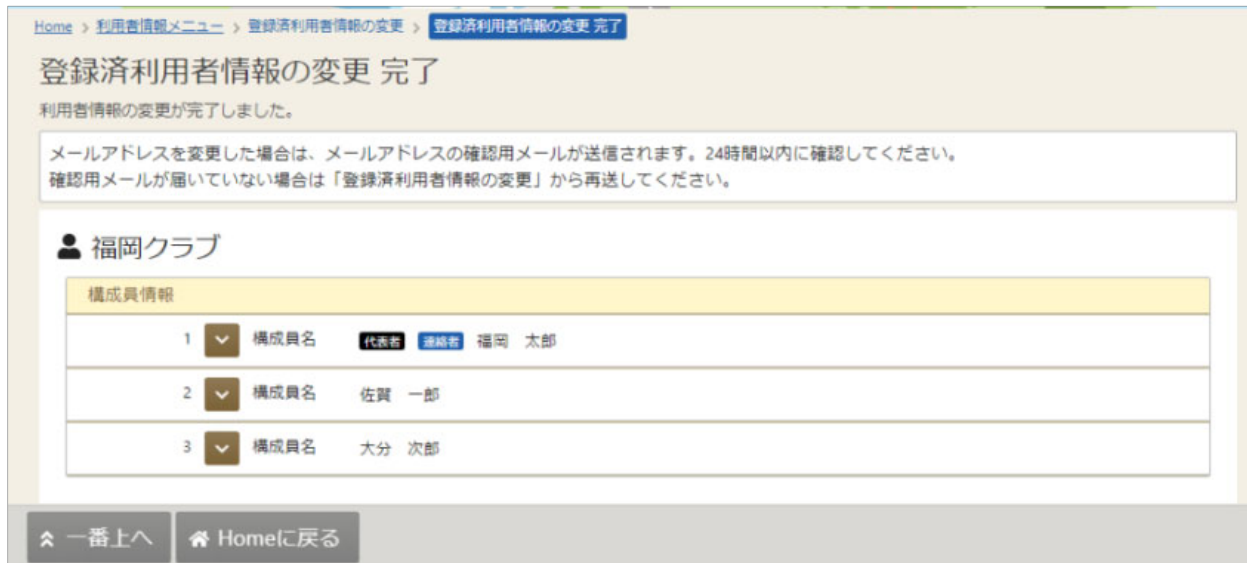 Home > 利用者情報メニュー > 登録済利用者情報の変更 > 登録済利用者情報の変更 完了
登録済利用者情報の変更 完了
利用者情報の変更が完了しました。
メールアドレスを変更した場合は、メールアドレスの確認用メールが送信されます。24時間以内に確認してください。
確認用メールが届いていない場合は「登録済利用者情報の変更」から再送してください。
福岡クラブ
構成員情報
1 構成員名 代表者 連絡者 福岡 太郎
2 構成員名 佐賀 一郎
3 構成員名 大分 次郎
一番上へ Homeに戻る